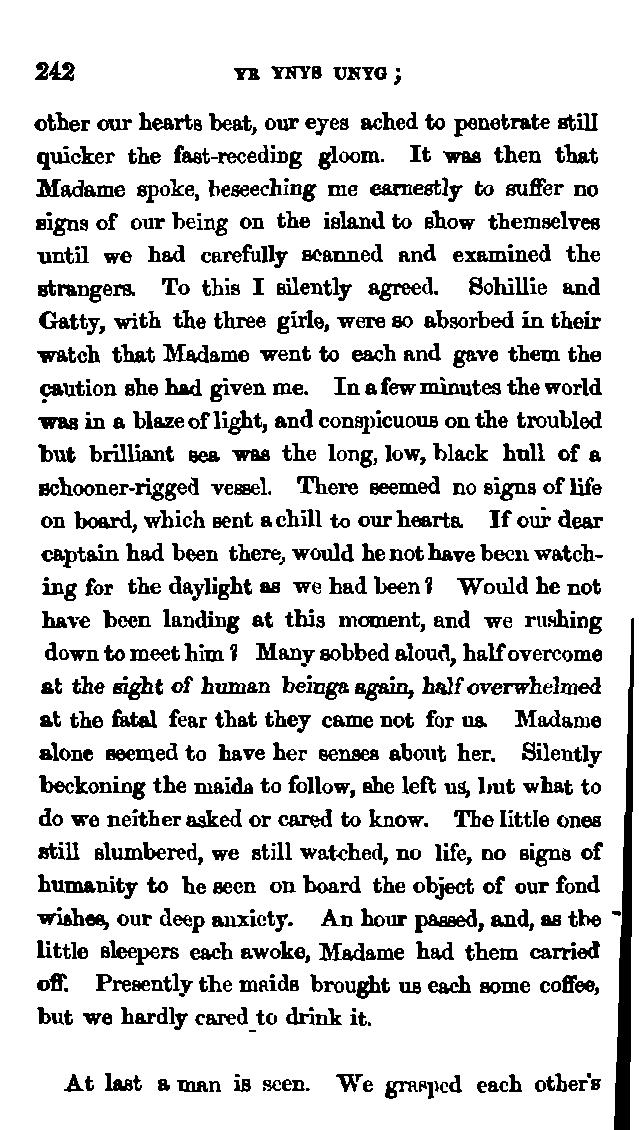 242 YR YNYS UNYG ;
other our hearts beat, our eyes ached to penetrate still
quicker the fast-receding gloom. It was then that
Madame spoke, beseeching me earnestly to suffer no
signs of our being on the island to show themselves
until we had carefully scanned and examined the
strangers. To this I silently agreed. Schillie and
Gatty, with the three girls, were so absorbed in their
watch that Madame went to each and gave them the
caution she had given me. In a few minutes the world
was in a blaze of light, and conspicuous on the troubled
but brilliant sea was the long, low, black hull of a
schooner-rigged vessel. There seemed no signs of life
on board, which sent a chill to our hearts. If our dear
captain had been there, would he not have been watch-
ing for the daylight as we had been? Would he not
have been landing at this moment, and we rushing
down to meet him? Many sobbed aloud, half overcome
at the sight of human beings again, half overwhelmed
at the fatal fear that they came not for us. Madame
alone seemed to have her senses about her. Silently
beckoning the maids to follow, she left us, but what to
do we neither asked or cared to know. The little ones
still slumbered, we still watched, no life, no signs of
humanity to be seen on board the object of our fond
wishes, our deep anxiety. An hour passed, and, as the
little sleepers each awoke, Madame had them carried
off. Presently the maids brought us each some coffee,
but we hardly cared to drink it.
At last a man is seen. We grasped each other's